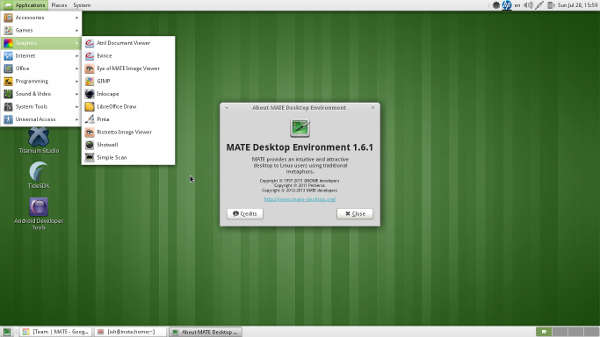 Applications Places System
en
Sun Jul 28, 15:59
Accessories
Games
Graphics
Internet
Office
Programming
Sound & Video
System Tools
Universal Access
Atril Document Viewer
Evince
Eye of MATE Image Viewer
GIMP
Inkscape
LibreOffice Draw
Pinta
Ristretto Image Viewer
Shotwell
Simple Scan
Titanium Studio
TideSDK
Android Developer
Tools
About MATE Desktop Environment
MATE Desktop Environment 1.6.1
MATE provides an intuitive and attractive
desktop to Linux users using traditional
metaphors.
Copyright © 1997-2011 GNOME developers
Copyright © 2011 Perberos
Copyright © 2012-2013 MATE developers
http://www.mate-desktop.org/
Credits
Close
[Team | MATE - Goog...
About MATE Desktop ...